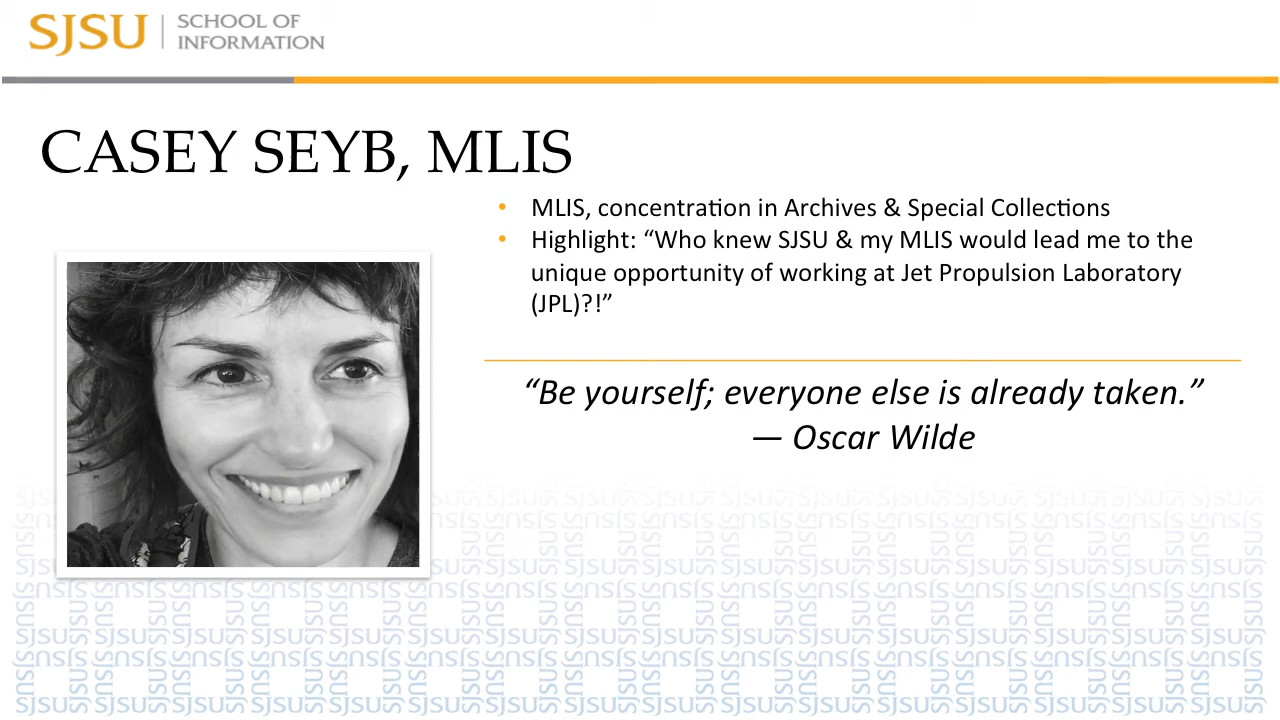 SJSU | SCHOOL OF
INFORMATION
CASEY SEYB, MLIS
• MLIS, concentration in Archives & Special Collections
• Highlight: “Who knew SJSU & my MLIS would lead me to the
unique opportunity of working at Jet Propulsion Laboratory
(JPL)?!”
“Be yourself; everyone else is already taken.”
— Oscar Wilde